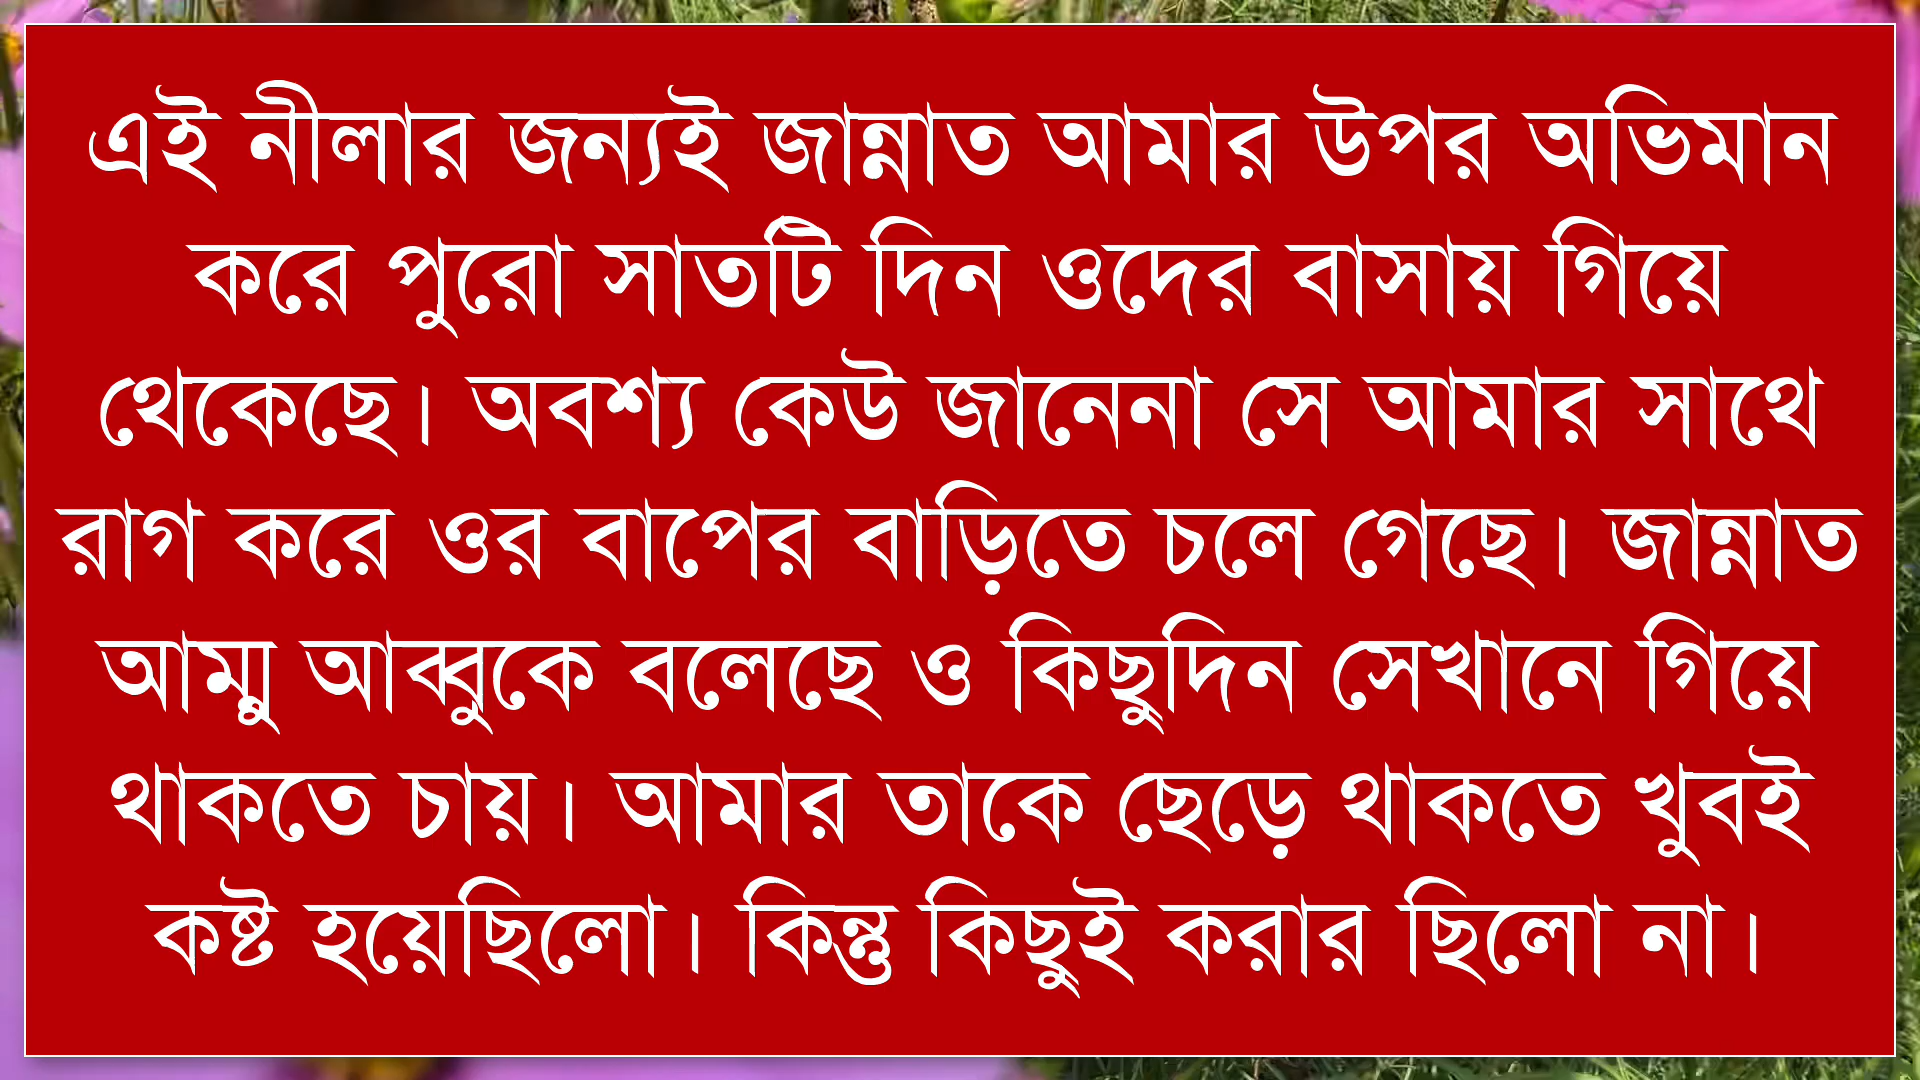 এই নীলার জন্যই জান্নাত আমার উপর অভিমান
করে পুরো সাতটি দিন ওদের বাসায় গিয়ে
থেকেছে। অবশ্য কেউ জানেনা সে আমার সাথে
রাগ করে ওর বাপের বাড়িতে চলে গেছে। জান্নাত
আম্মু আব্বুকে বলেছে ও কিছুদিন সেখানে গিয়ে
থাকতে চায়। আমার তাকে ছেড়ে থাকতে খুবই
কষ্ট হয়েছিলো। কিন্তু কিছুই করার ছিলো না।